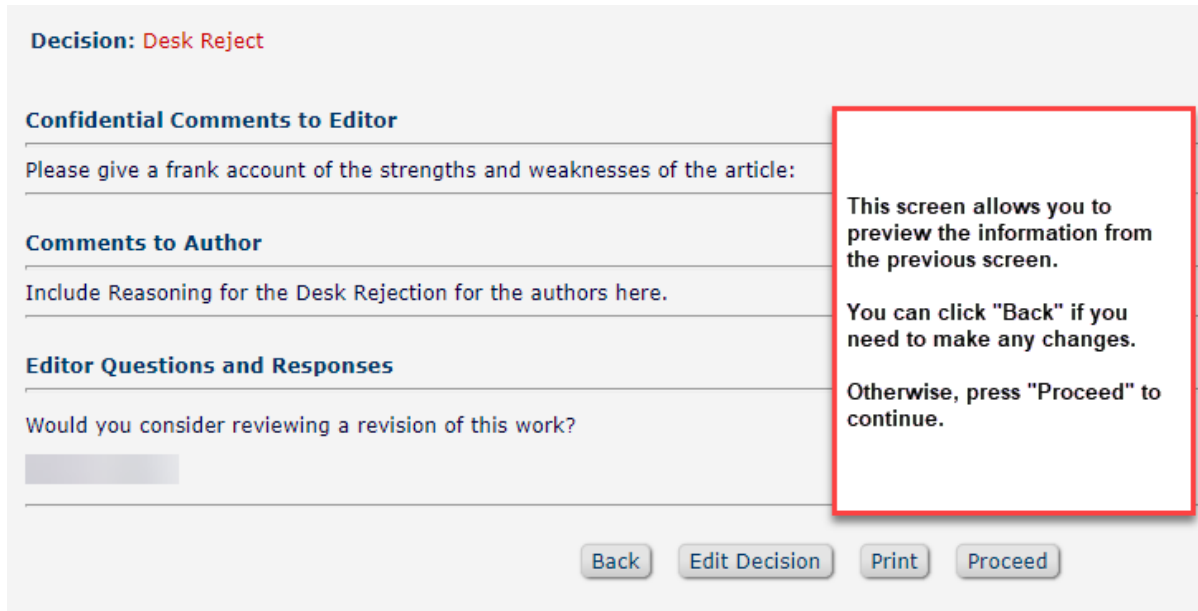 Decision: Desk Reject
Confidential Comments to Editor
Please give a frank account of the strengths and weaknesses of the article:
Comments to Author
Include Reasoning for the Desk Rejection for the authors here.
Editor Questions and Responses
Would you consider reviewing a revision of this work?
This screen allows you to
preview the information from
the previous screen.
You can click "Back" if you
need to make any changes.
Otherwise, press "Proceed" to
continue.
Back Edit Decision Print Proceed